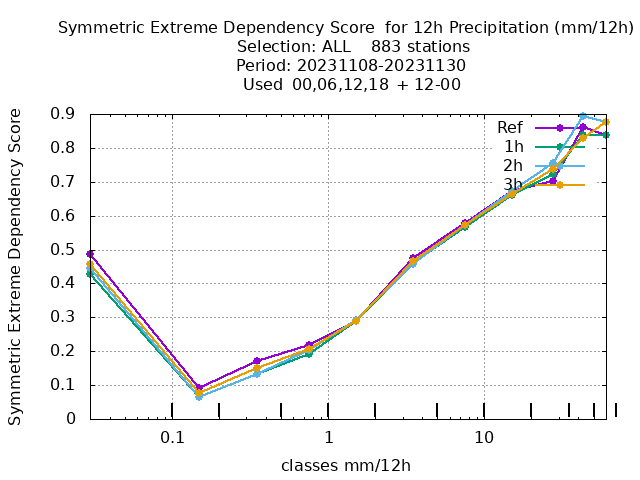 Symmetric Extreme Dependency Score  for 12h Precipitation (mm/12h)
Selection: ALL    883 stations
Period: 20231108-20231130
Used  00,06,12,18  + 12-00
Symmetric Extreme Dependency Score
0.9
0.8
0.7
0.6
0.5
0.4
0.3
0.2
0.1
0
Ref
1h
2h
3h
0.1
1
10
classes mm/12h